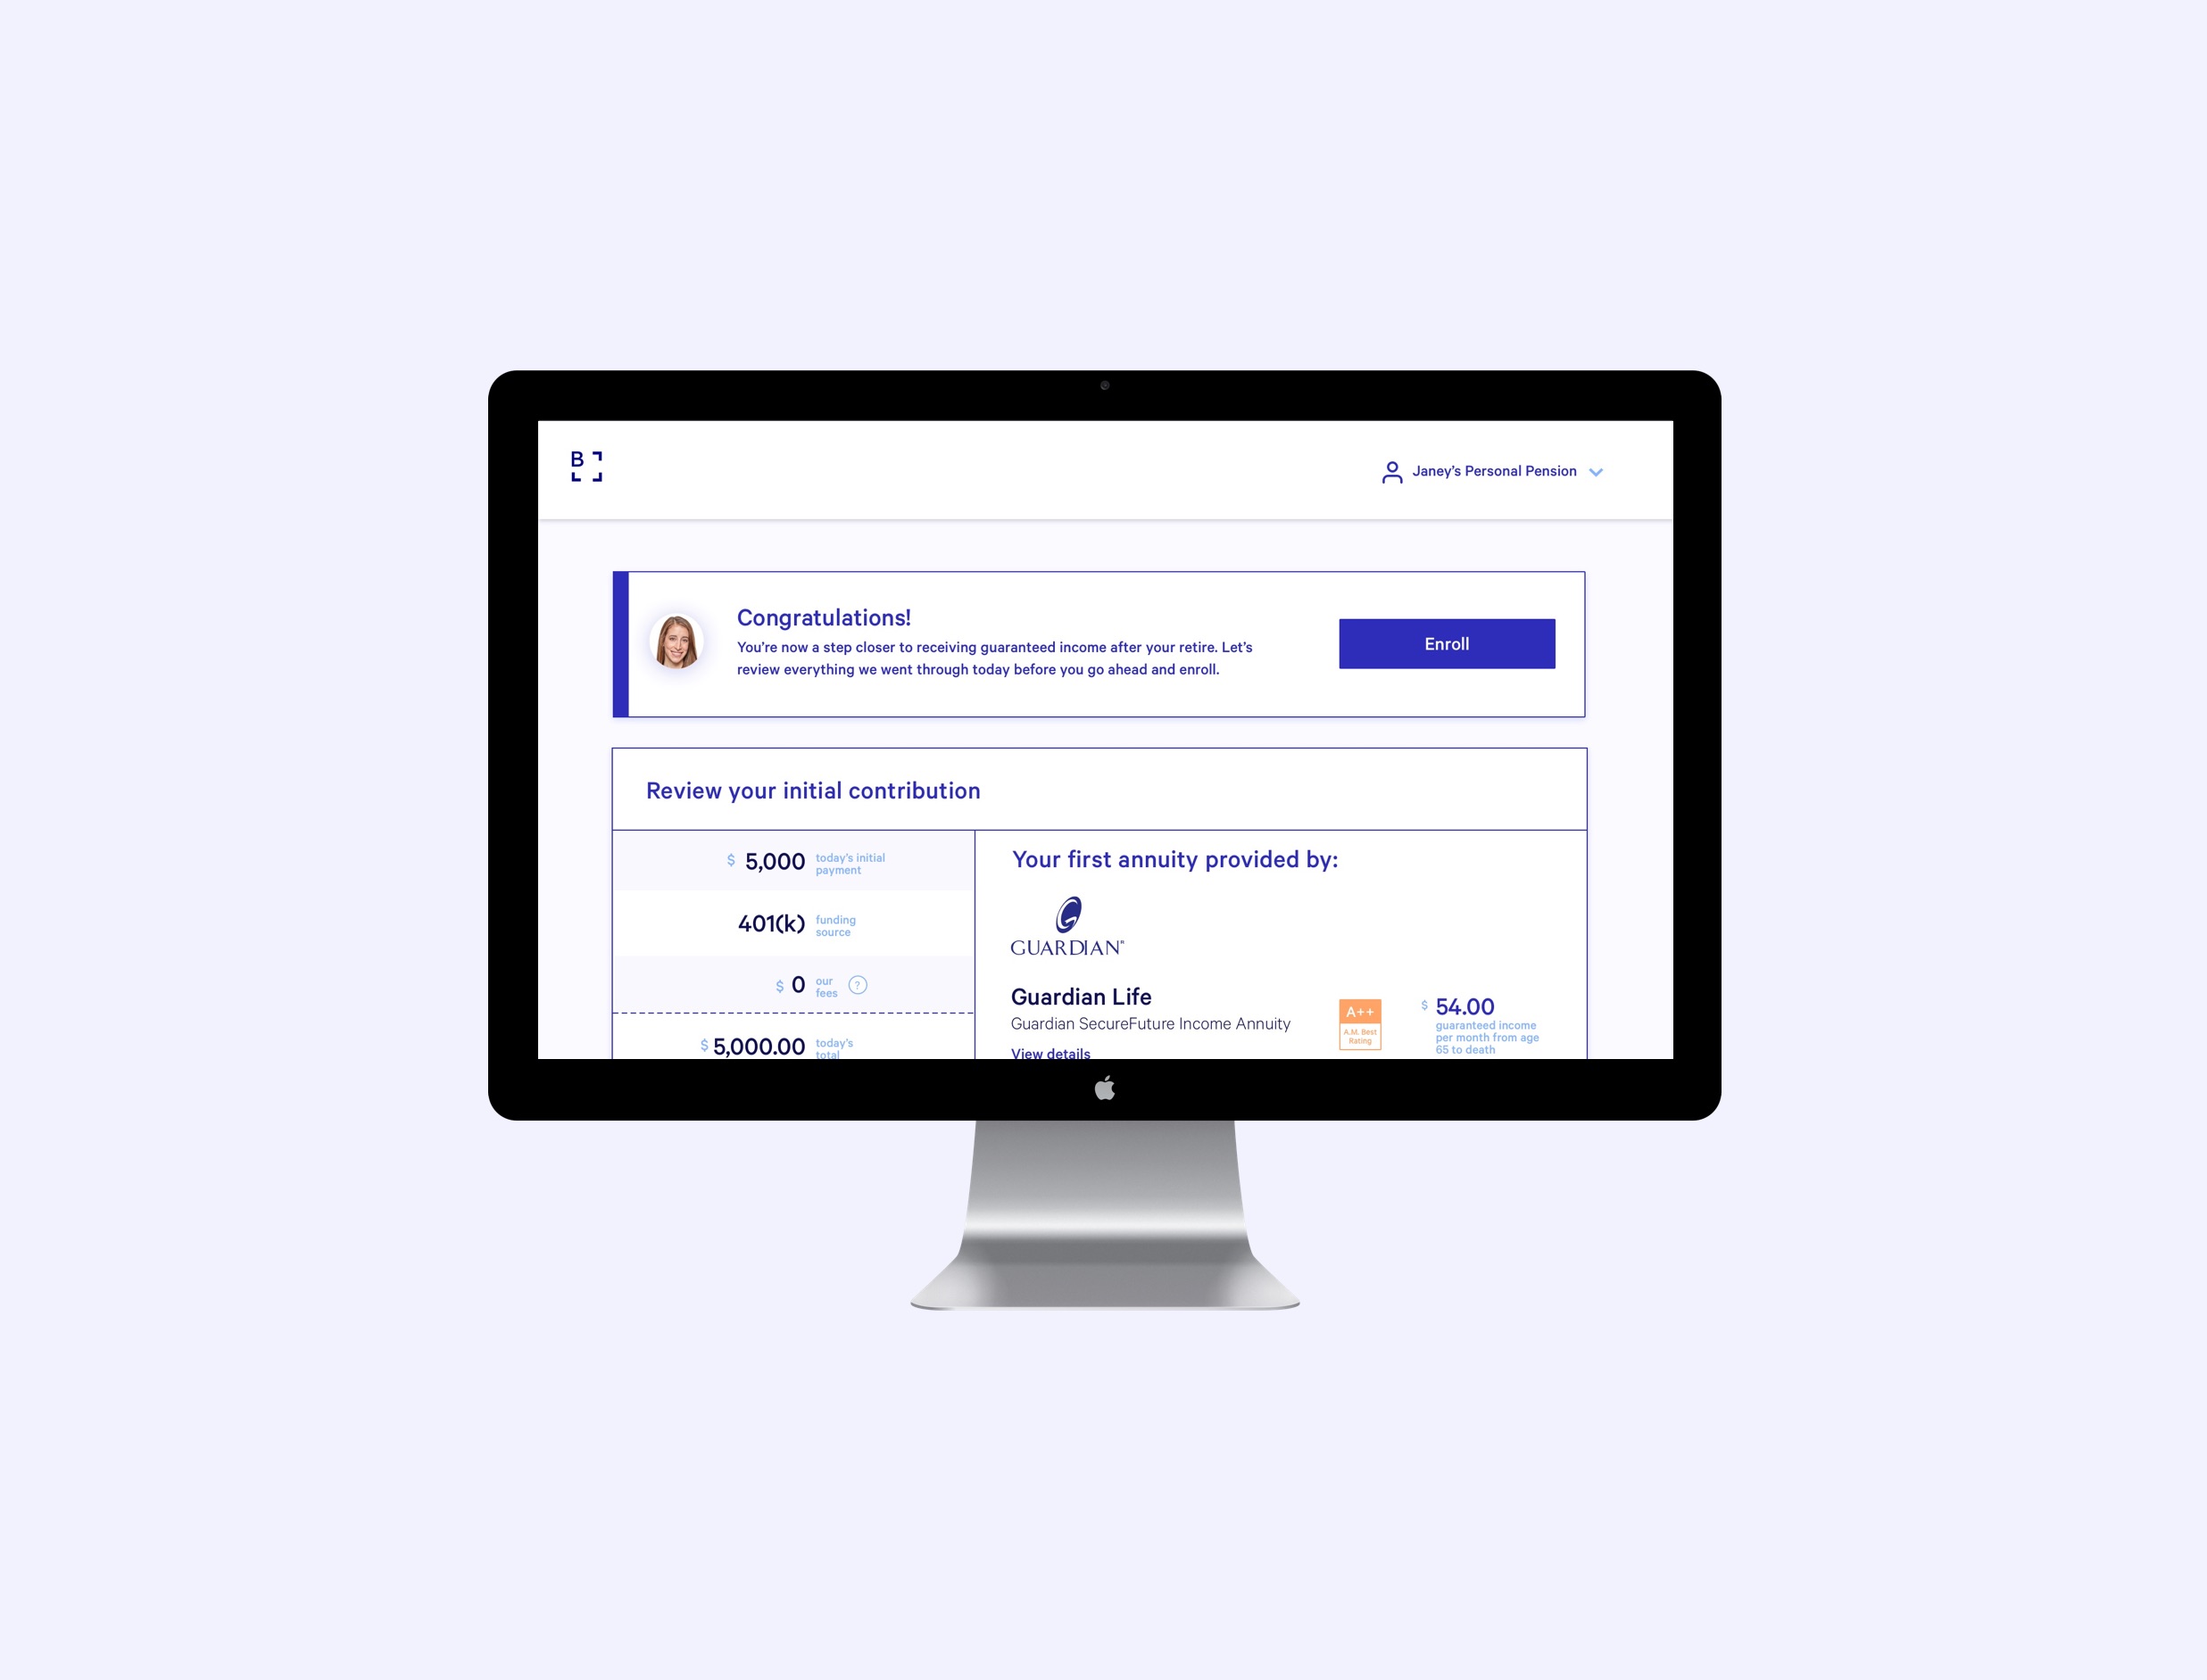 B
Janey’s Personal Pension
Congratulations!
You’re now a step closer to receiving guaranteed income after your retire. Let’s
review everything we went through today before you go ahead and enroll.
Enroll
Review your initial contribution
$ 5,000 today’s initial
payment
401(k) funding
source
$ 0 our
fees ?
$ 5,000.00 today’s
total
Your first annuity provided by:
G
GUARDIAN®
Guardian Life
Guardian SecureFuture Income Annuity
View details
A++
A.M. Best
Rating
$ 54.00
guaranteed income
per month from age
65 to death